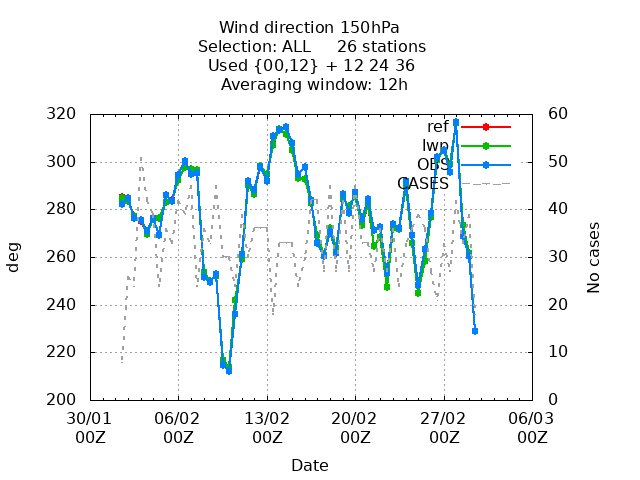 Wind direction 150hPa
Selection: ALL 26 stations
Used {00,12} + 12 24 36
Averaging window: 12h
320 60
ref
lwp
300 50
OBS
CASES
280 40
260 30
deg
No cases
240 20
220 10
200 0
30/01 06/02 13/02 20/02 27/02 06/03
00Z 00Z 00Z 00Z 00Z 00Z
Date